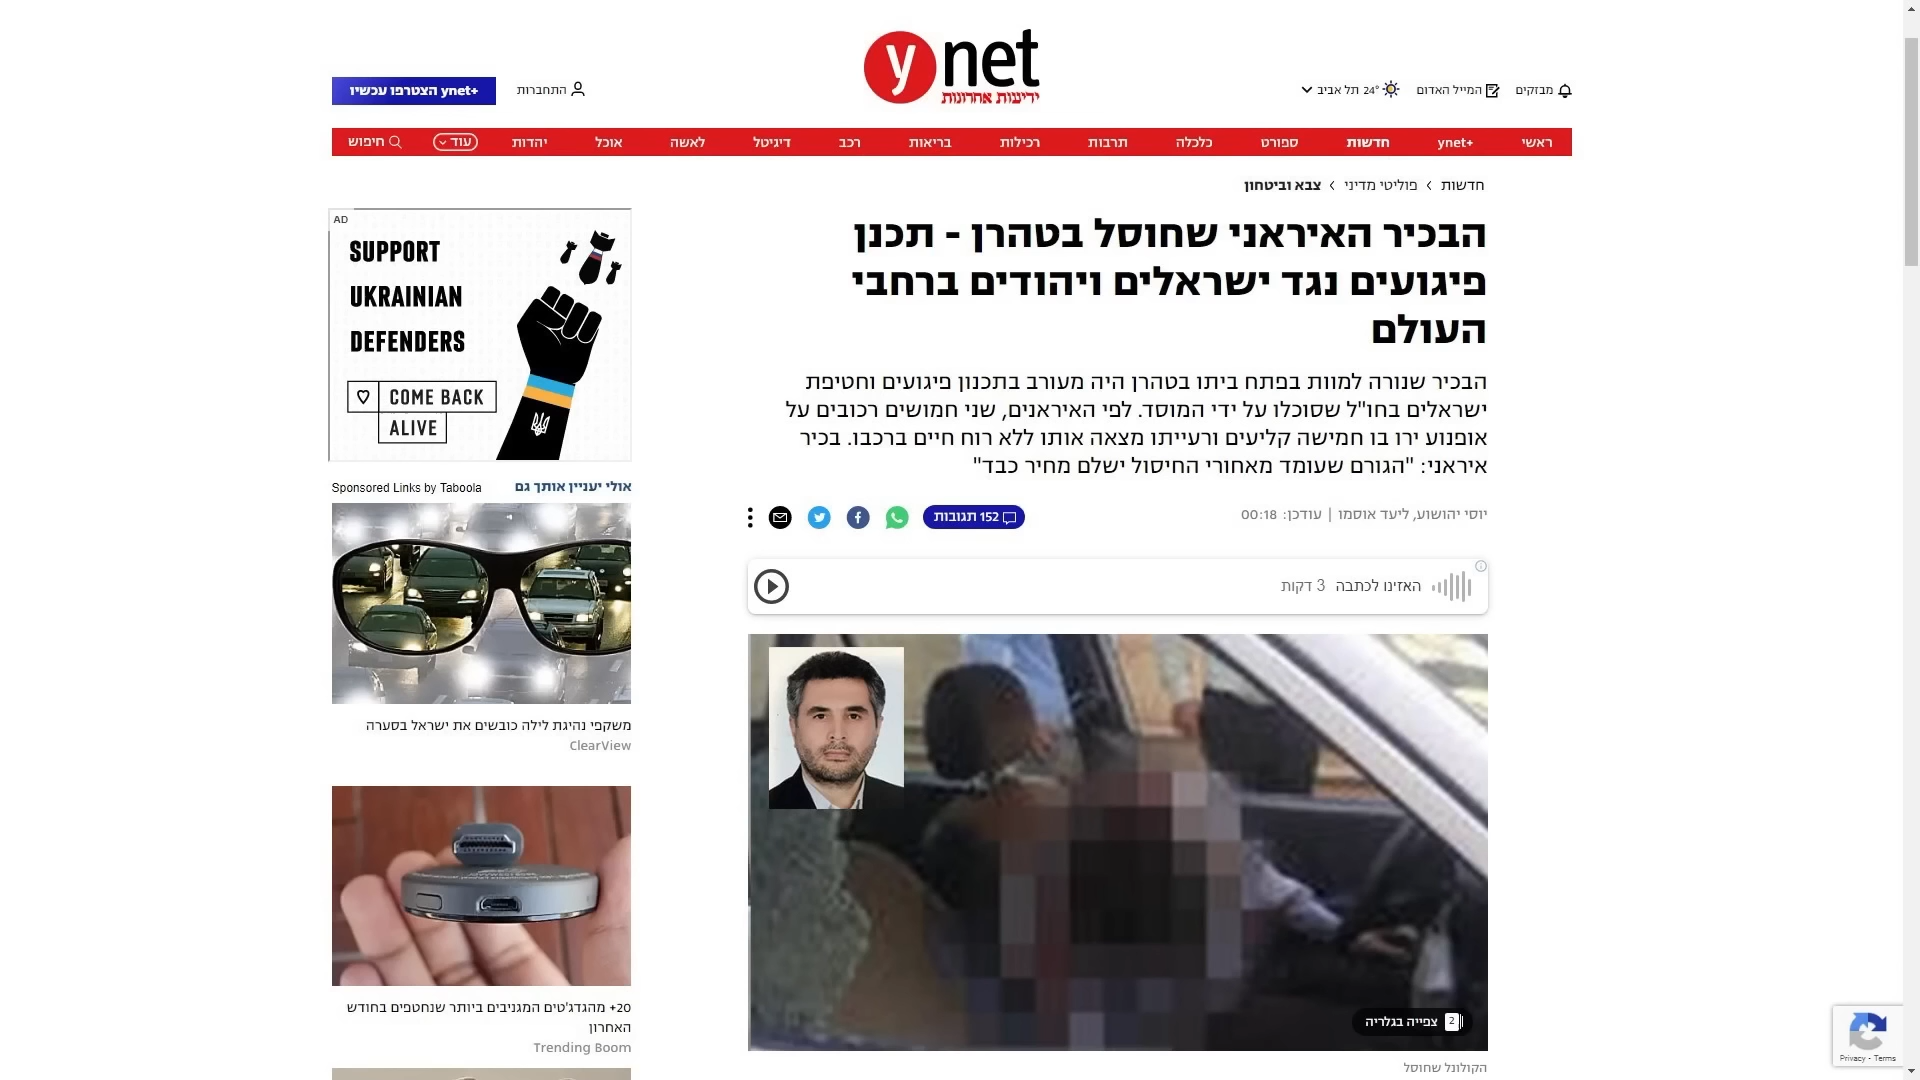 ynet
ידיעות אחרונות
מבזקים
המייל האדום
24° תל אביב
התחברות
ynet+ הצטרפו עכשיו
ראשי
ynet+
חדשות
ספורט
כלכלה
תרבות
רכילות
בריאות
רכב
דיגיטל
לאשה
אוכל
יהדות
עוד
חיפוש
חדשות › פוליטי מדיני › צבא וביטחון
הבכיר האיראני שחוסל בטהרן - תכנן
פיגועים נגד ישראלים ויהודים ברחבי
העולם
הבכיר שנורה למוות בפתח ביתו בטהרן היה מעורב בתכנון פיגועים וחטיפת
ישראלים בחו"ל שסוכלו על ידי המוסד. לפי האיראנים, שני חמושים רכובים על
אופנוע ירו בו חמישה קליעים ורעייתו מצאה אותו ללא רוח חיים ברכבו. בכיר
איראני: "הגורם שעומד מאחורי החיסול ישלם מחיר כבד"
יוסי יהושוע, ליעד אוסמו | עודכן: 00:18
152 תגובות
האזינו לכתבה 3 דקות
צפייה בגלריה
2
הקולונל שחוסל
AD
SUPPORT
UKRAINIAN
DEFENDERS
COME BACK
ALIVE
אולי יעניין אותך גם
Sponsored Links by Taboola
משקפי נהיגת לילה כובשים את ישראל בסערה
ClearView
20+ מהגדג'טים המגניבים ביותר שנחטפים בחודש
האחרון
Trending Boom
Privacy - Terms